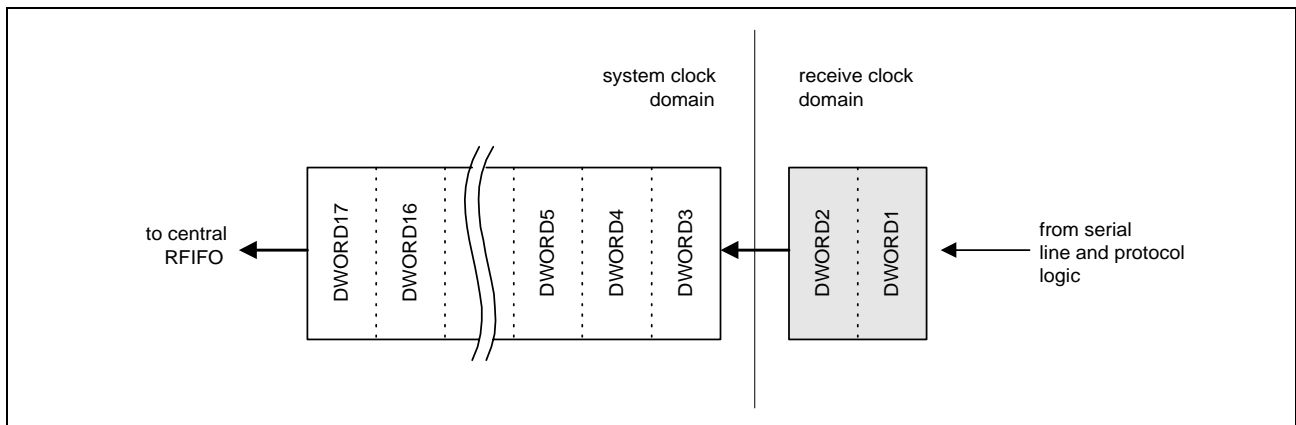 system clock
domain
receive clock
domain
to central
RFIFO
DWORD17
DWORD16
DWORD5
DWORD4
DWORD3
DWORD2
DWORD1
from serial
line and protocol
logic